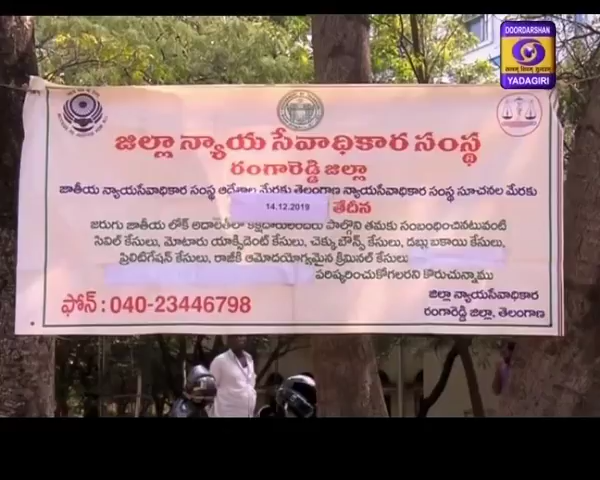 DOORDARSHAN
YADAGIRI
జిల్లా న్యాయ సేవాధికార సంస్థ
రంగారెడ్డి జిల్లా
జాతీయ న్యాయసేవాధికార సంస్థ ఆదేశాల మేరకు తెలంగాణ న్యాయసేవాధికార సంస్థ సూచనల మేరకు
14.12.2019 తేదీన
జరుగు జాతీయ లోక్ అదాలత్‌లో కక్షిదారులందరు పాల్గొని తమకు సంబంధించినటువంటి
సివిల్ కేసులు, మోటారు యాక్సిడెంట్ కేసులు, చెక్కు బౌన్స్ కేసులు, డబ్బు బకాయి కేసులు,
ప్రిలిటిగేషన్ కేసులు, రాజీకి ఆమోదయోగ్యమైన క్రిమినల్ కేసులు
పరిష్కరించుకోగలరని కోరుచున్నాము
ఫోన్ : 040-23446798
జిల్లా న్యాయసేవాధికార
రంగారెడ్డి జిల్లా, తెలంగాణ